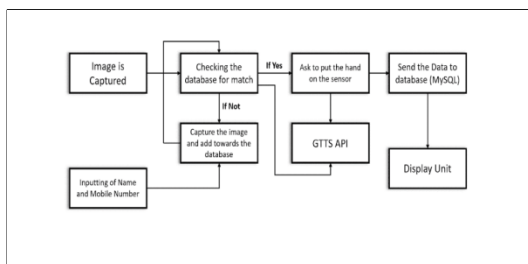 Image is
Captured
Checking the
database for match
If Yes
Ask to put the hand
on the sensor
Send the Data to
database (MySQL)
If Not
Capture the image
and add towards the
database
GTTS API
Display Unit
Inputting of Name
and Mobile Number